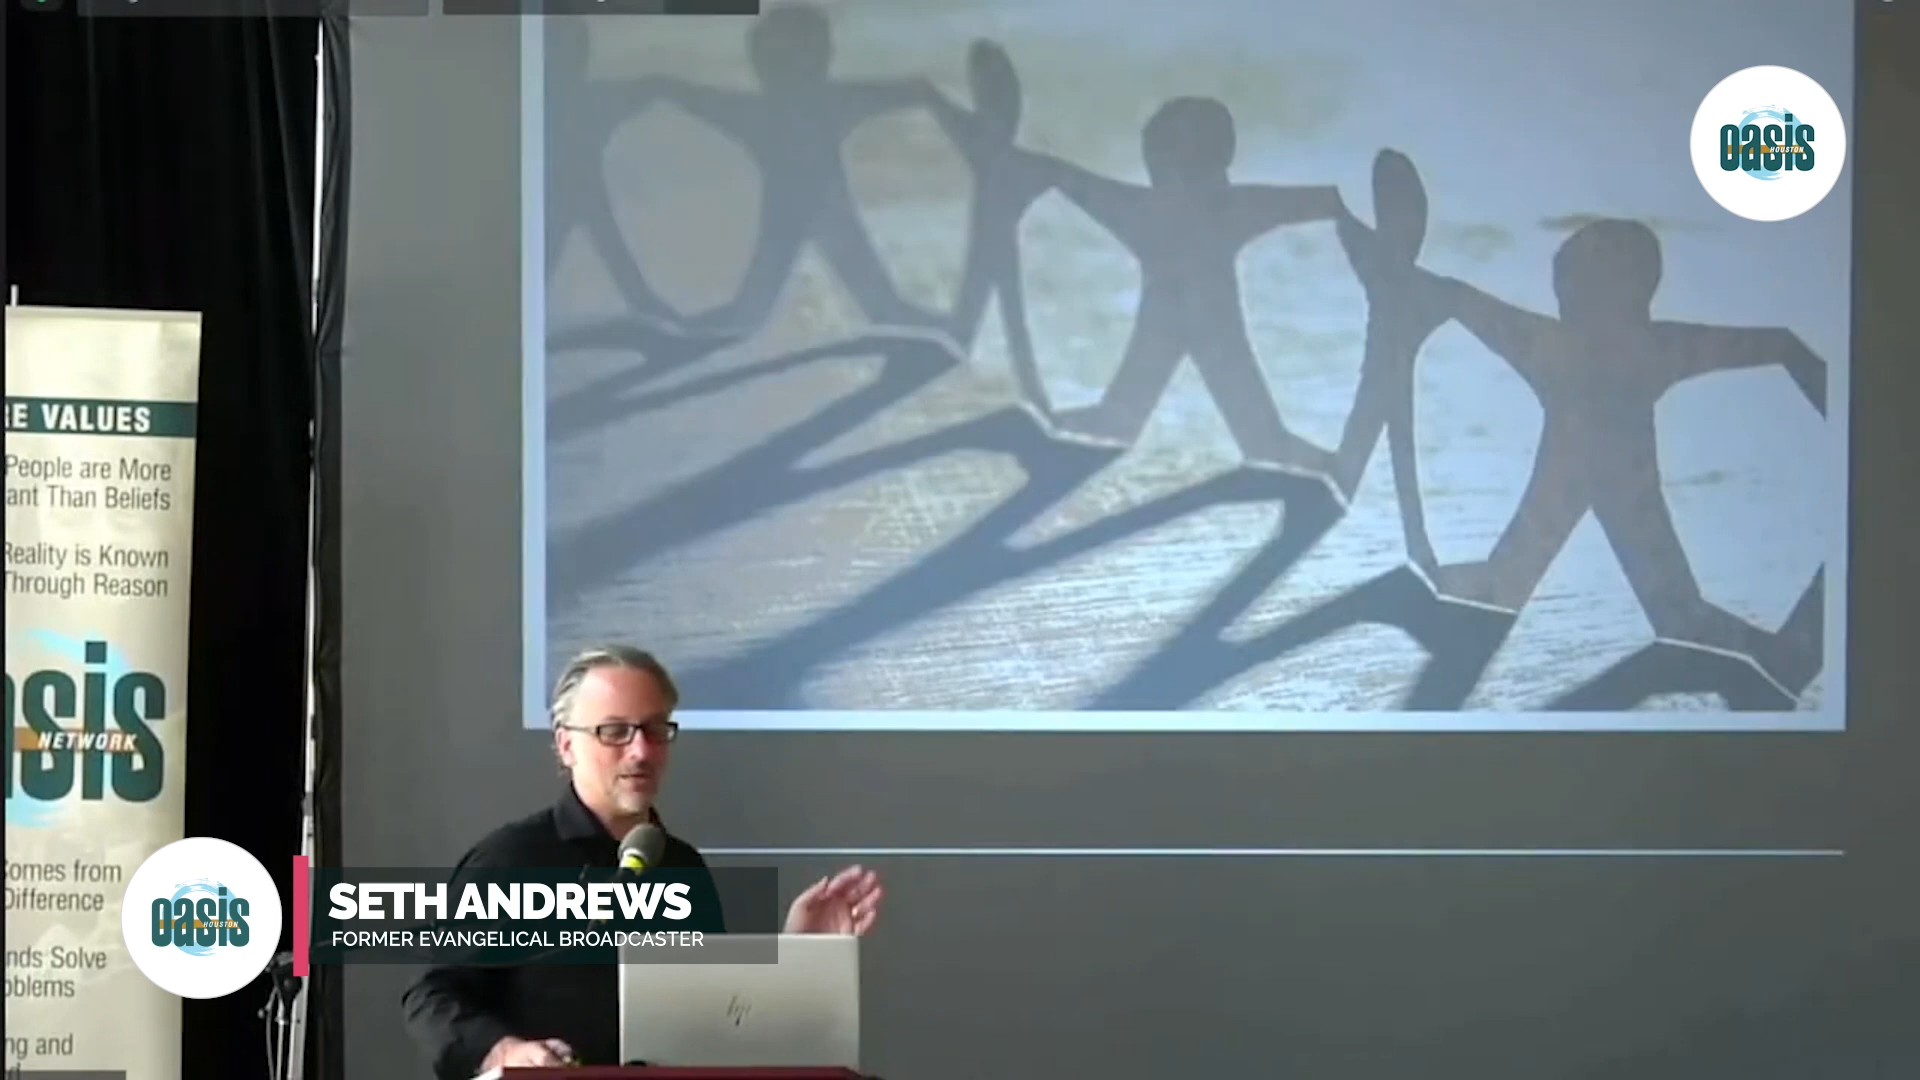 RE VALUES
People are More
ant Than Beliefs
Reality is Known
Through Reason
asis
NETWORK
omes from
Difference
nds Solve
oblems
ng and
oasis
HOUSTON
SETH ANDREWS
FORMER EVANGELICAL BROADCASTER
hp
oasis
HOUSTON